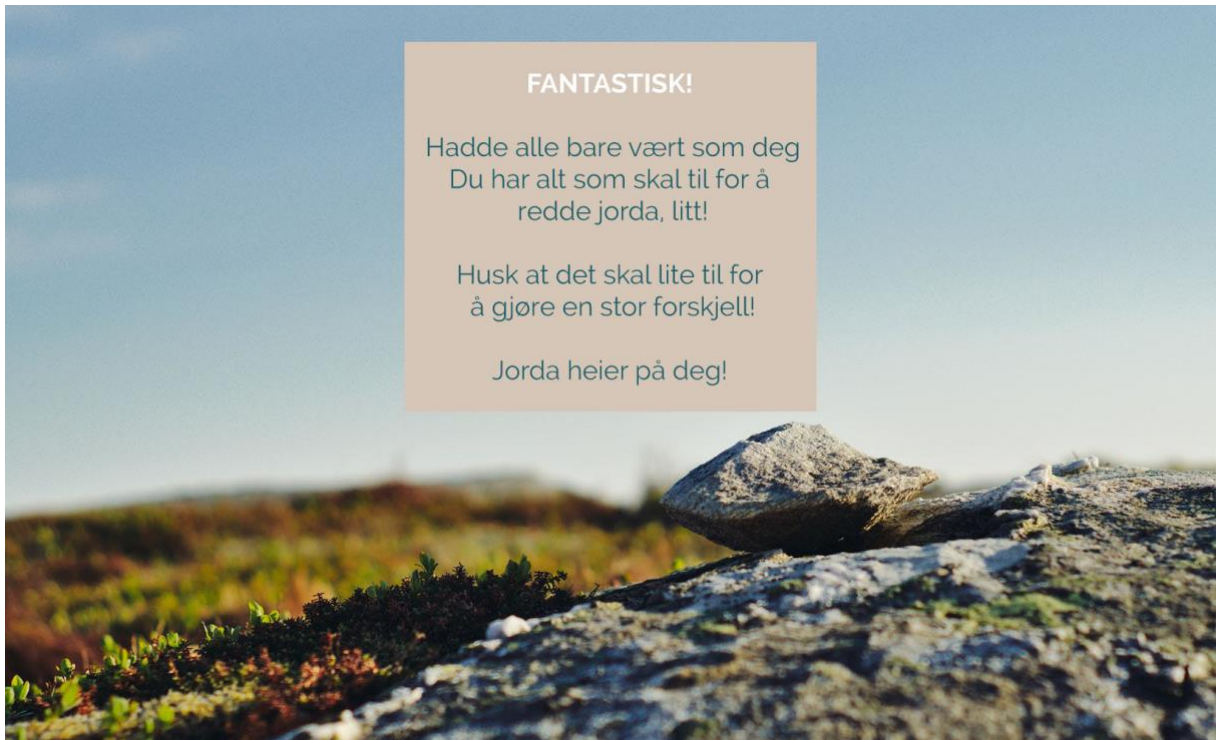 FANTASTISK!
Hadde alle bare vært som deg
Du har alt som skal til for å
redde jorda, litt!
Husk at det skal lite til for
å gjøre en stor forskjell!
Jorda heier på deg!